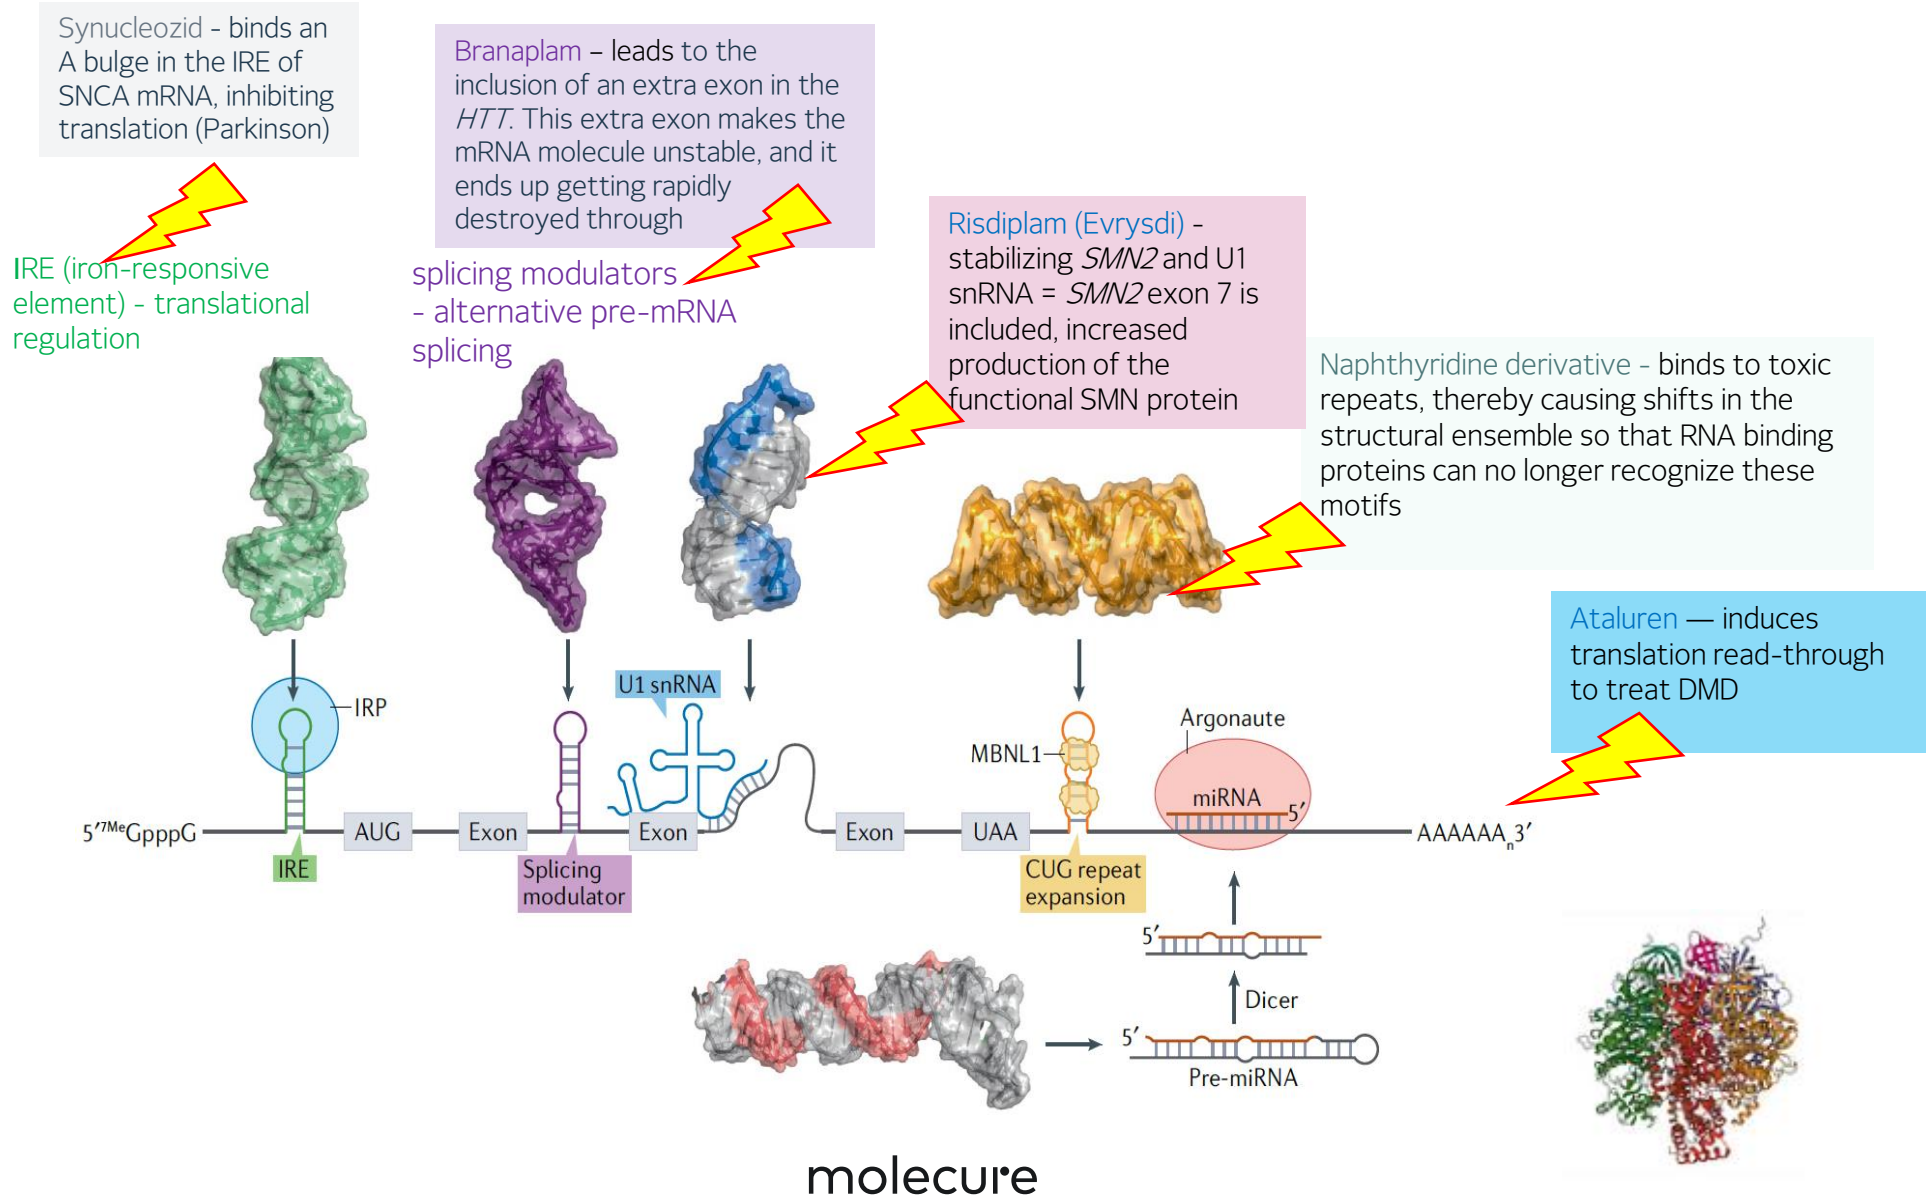 Synucleozid - binds an
A bulge in the IRE of
SNCA mRNA, inhibiting
translation (Parkinson)
Branaplam – leads to the
inclusion of an extra exon in the
HTT. This extra exon makes the
mRNA molecule unstable, and it
ends up getting rapidly
destroyed through
Risdiplam (Evrysdi) -
stabilizing SMN2 and U1
snRNA = SMN2 exon 7 is
included, increased
production of the
functional SMN protein
IRE (iron-responsive
element) - translational
regulation
splicing modulators
- alternative pre-mRNA
splicing
Naphthyridine derivative - binds to toxic
repeats, thereby causing shifts in the
structural ensemble so that RNA binding
proteins can no longer recognize these
motifs
Ataluren — induces
translation read-through
to treat DMD
U1 snRNA
IRP
Argonaute
MBNL1
miRNA
5′
5′⁷ᴹᵉGpppG
AUG
Exon
Exon
Exon
UAA
AAAAAAₙ3′
IRE
Splicing
modulator
CUG repeat
expansion
5′
Dicer
5′
Pre-miRNA
molecure